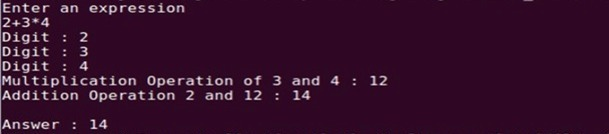 Enter an expression
2+3*4
Digit : 2
Digit : 3
Digit : 4
Multiplication Operation of 3 and 4 : 12
Addition Operation 2 and 12 : 14
Answer : 14